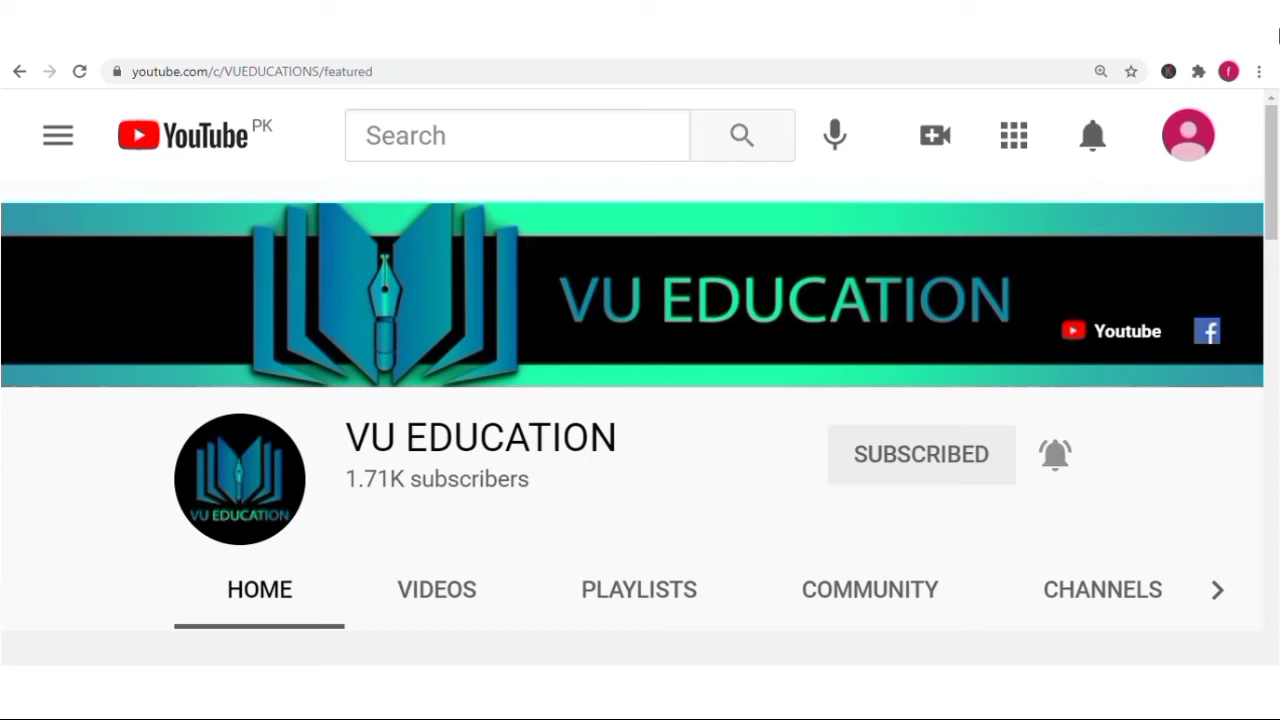 youtube.com/c/VUEDUCATIONS/featured
f
YouTube PK
Search
VU EDUCATION
Youtube
f
VU EDUCATION
1.71K subscribers
SUBSCRIBED
VU EDUCATION
HOME VIDEOS PLAYLISTS COMMUNITY CHANNELS